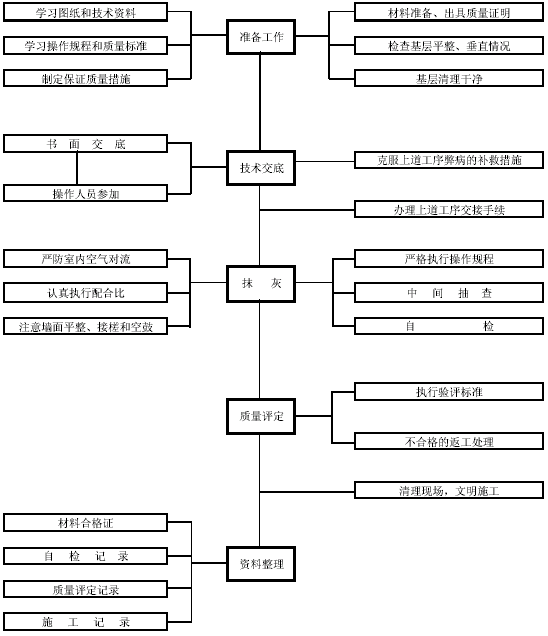 学习图纸和技术资料
学习操作规程和质量标准
制定保证质量措施
准备工作
材料准备、出具质量证明
检查基层平整、垂直情况
基层清理干净
书 面 交 底
操作人员参加
技术交底
克服上道工序弊病的补救措施
办理上道工序交接手续
严防室内空气对流
认真执行配合比
注意墙面平整、接槎和空鼓
抹 灰
严格执行操作规程
中 间 抽 查
自 检
质量评定
执行验评标准
不合格的返工处理
清理现场，文明施工
材料合格证
自 检 记 录
质量评定记录
施 工 记 录
资料整理